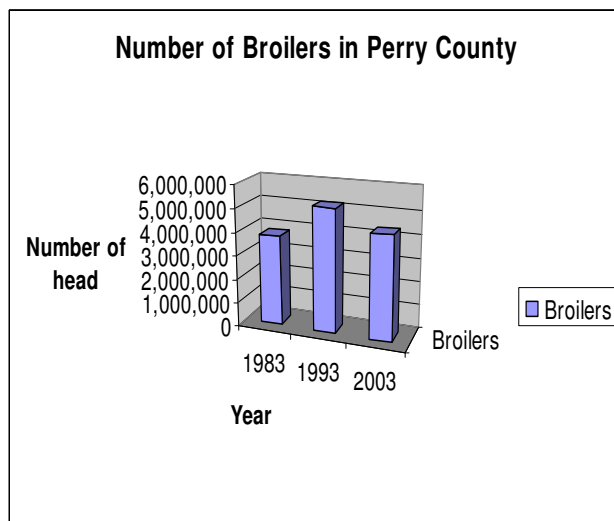 Number of Broilers in Perry County
6,000,000
5,000,000
4,000,000
3,000,000
2,000,000
1,000,000
0
Number of
head
1983
1993
2003
Broilers
Year
Broilers